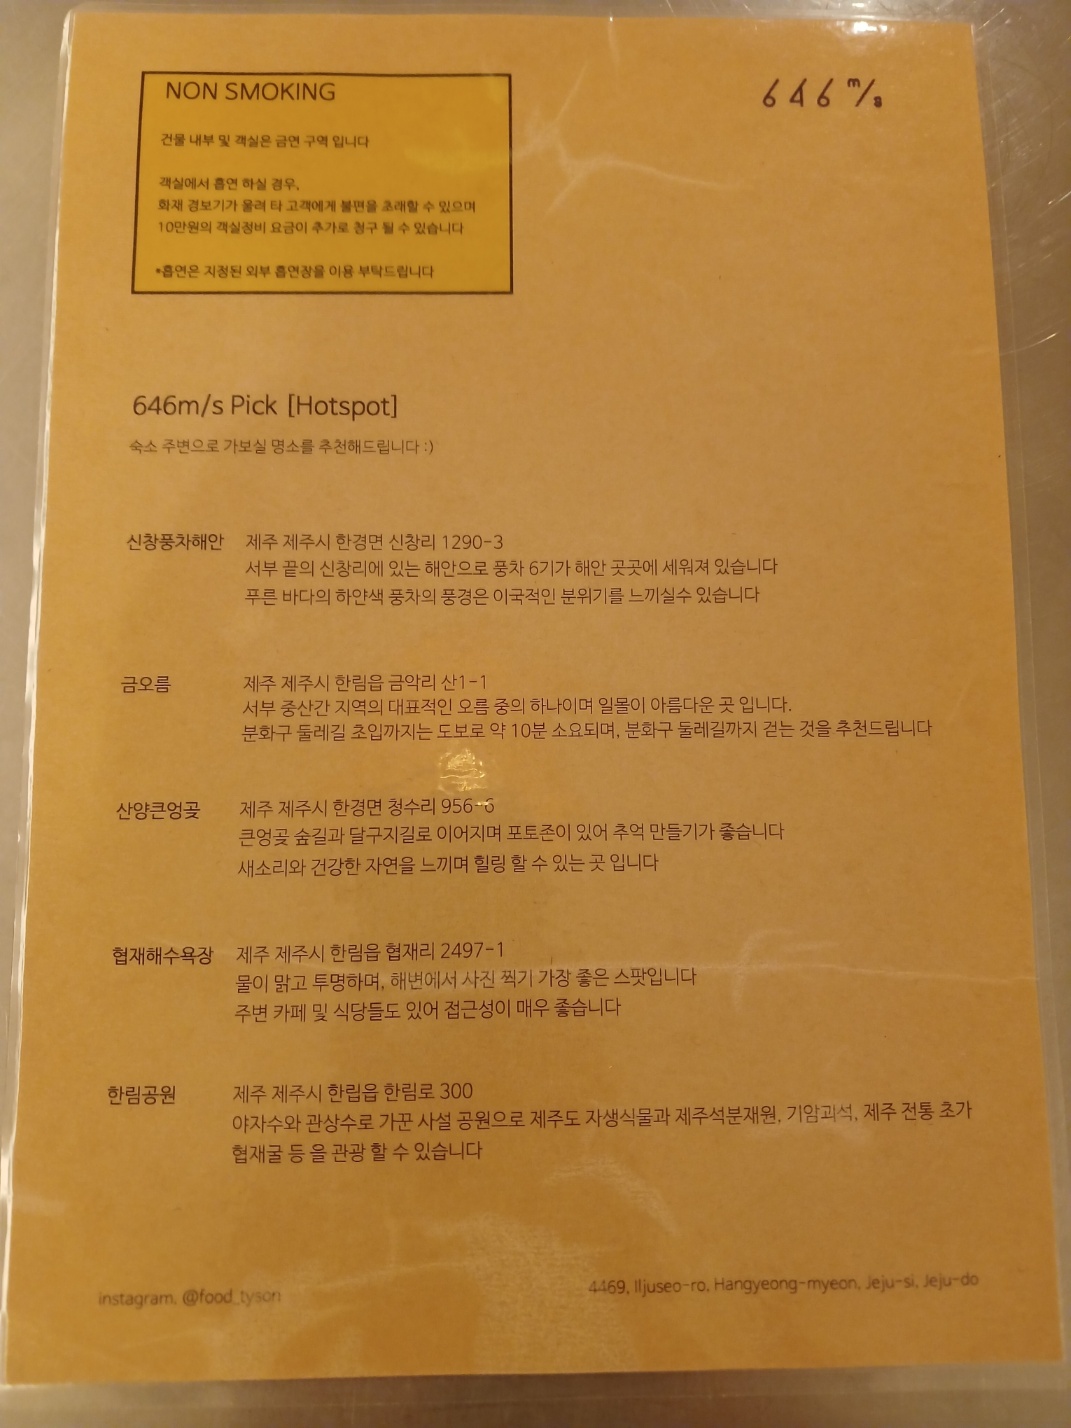 NON SMOKING
건물 내부 및 객실은 금연 구역 입니다
객실에서 흡연 하실 경우,
화재 경보기가 울려 타 고객에게 불편을 초래할 수 있으며
10만원의 객실정비 요금이 추가로 청구 될 수 있습니다
*흡연은 지정된 외부 흡연장을 이용 부탁드립니다
646 m/s
646m/s Pick [Hotspot]
숙소 주변으로 가보실 명소를 추천해드립니다 :)
신창풍차해안 제주 제주시 한경면 신창리 1290-3
서부 끝의 신창리에 있는 해안으로 풍차 6기가 해안 곳곳에 세워져 있습니다
푸른 바다의 하얀색 풍차의 풍경은 이국적인 분위기를 느끼실수 있습니다
금오름 제주 제주시 한림읍 금악리 산1-1
서부 중산간 지역의 대표적인 오름 중의 하나이며 일몰이 아름다운 곳 입니다.
분화구 둘레길 초입까지는 도보로 약 10분 소요되며, 분화구 둘레길까지 걷는 것을 추천드립니다
산양큰엉곶 제주 제주시 한경면 청수리 956-6
큰엉곶 숲길과 달구지길로 이어지며 포토존이 있어 추억 만들기가 좋습니다
새소리와 건강한 자연을 느끼며 힐링 할 수 있는 곳 입니다
협재해수욕장 제주 제주시 한림읍 협재리 2497-1
물이 맑고 투명하며, 해변에서 사진 찍기 가장 좋은 스팟입니다
주변 카페 및 식당들도 있어 접근성이 매우 좋습니다
한림공원 제주 제주시 한립읍 한림로 300
야자수와 관상수로 가꾼 사설 공원으로 제주도 자생식물과 제주석분재원, 기암괴석, 제주 전통 초가
협재굴 등 을 관광 할 수 있습니다
instagram. @food_tyson
4469, Iljuseo-ro, Hangyeong-myeon, Jeju-si, Jeju-do